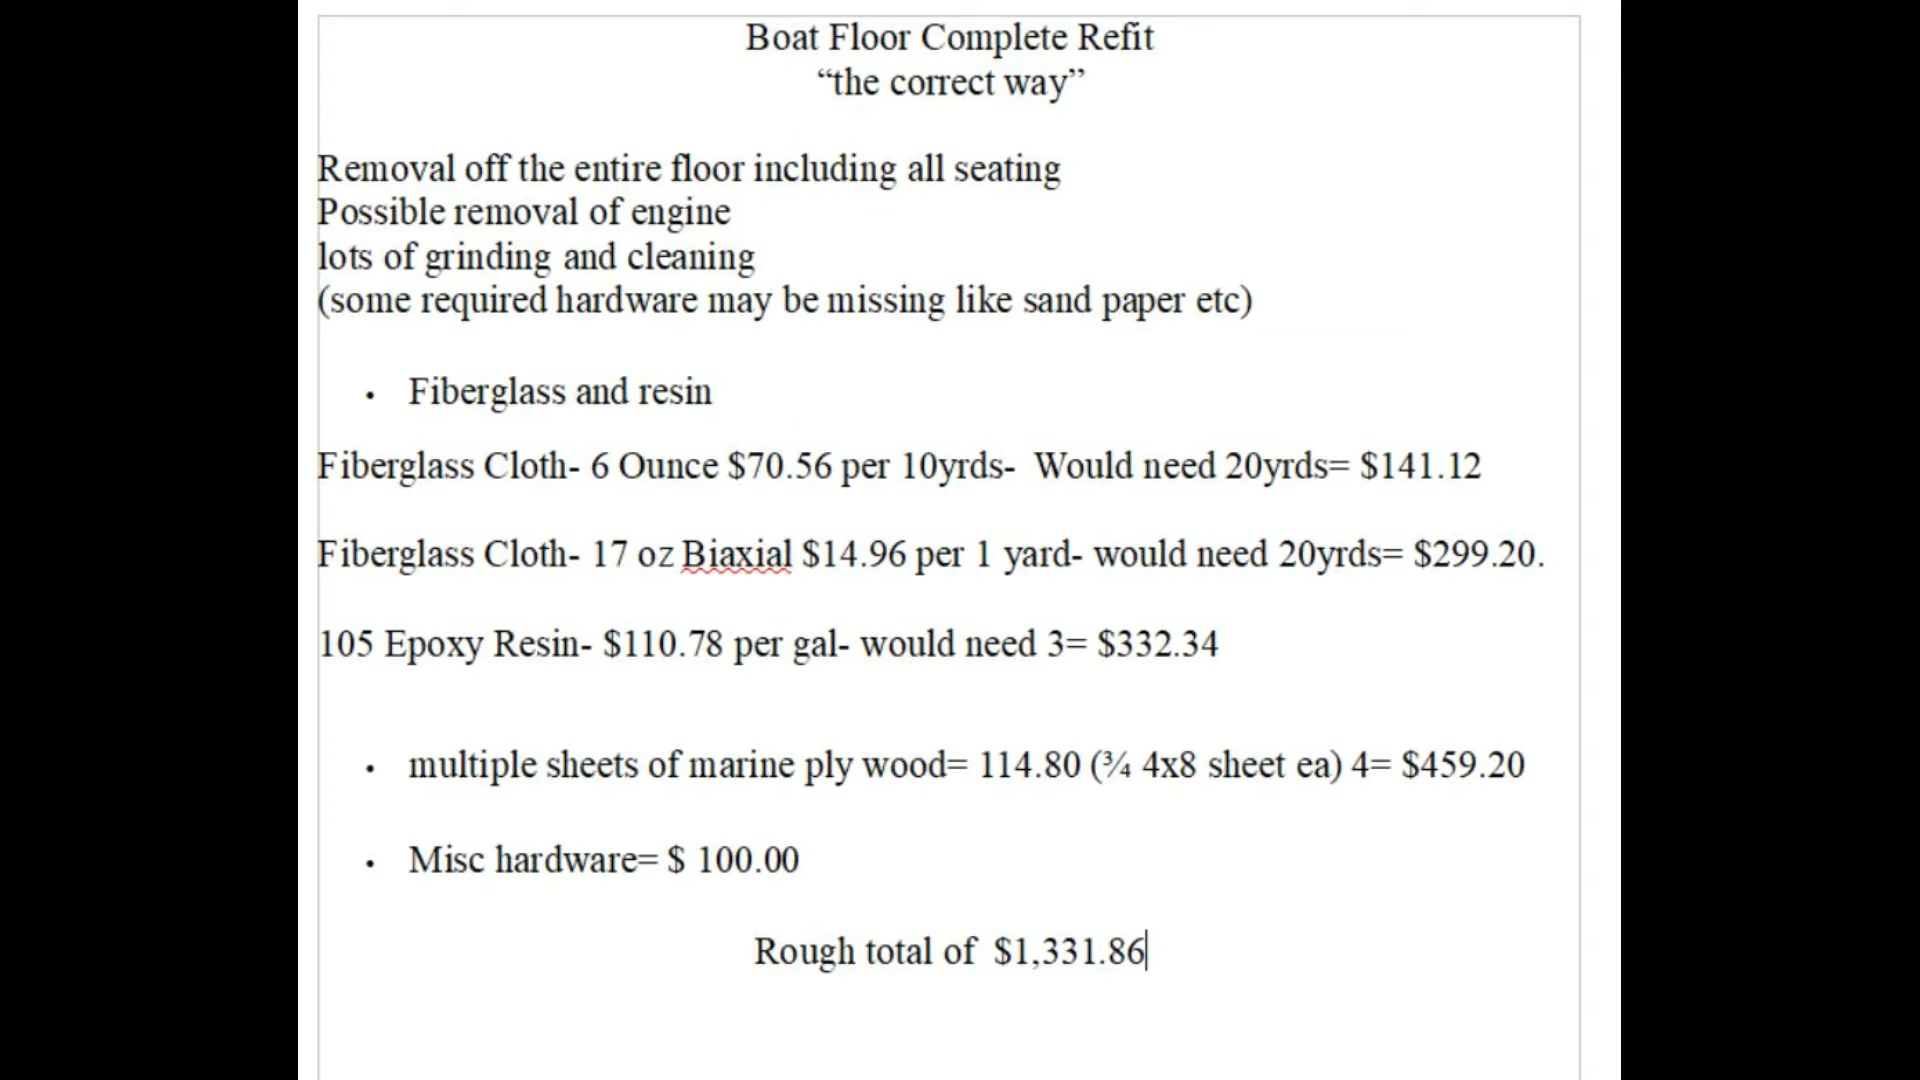 Boat Floor Complete Refit
“the correct way”
Removal off the entire floor including all seating
Possible removal of engine
lots of grinding and cleaning
(some required hardware may be missing like sand paper etc)
• Fiberglass and resin
Fiberglass Cloth- 6 Ounce $70.56 per 10yrds- Would need 20yrds= $141.12
Fiberglass Cloth- 17 oz Biaxial $14.96 per 1 yard- would need 20yrds= $299.20.
105 Epoxy Resin- $110.78 per gal- would need 3= $332.34
• multiple sheets of marine ply wood= 114.80 (¾ 4x8 sheet ea) 4= $459.20
• Misc hardware= $ 100.00
Rough total of $1,331.86